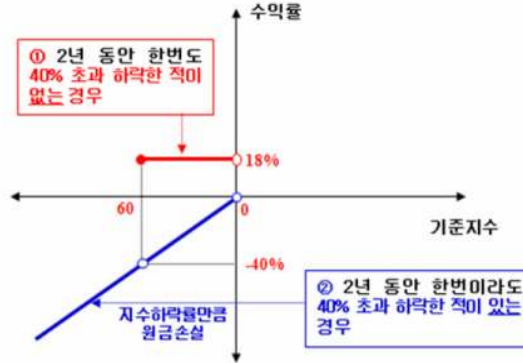 수익률
① 2년 동안 한번도
40% 초과 하락한 적이
없는 경우
18%
60
0
기준지수
-40%
② 2년 동안 한번이라도
40% 초과 하락한 적이 있는
경우
지수하락률만큼
원금손실